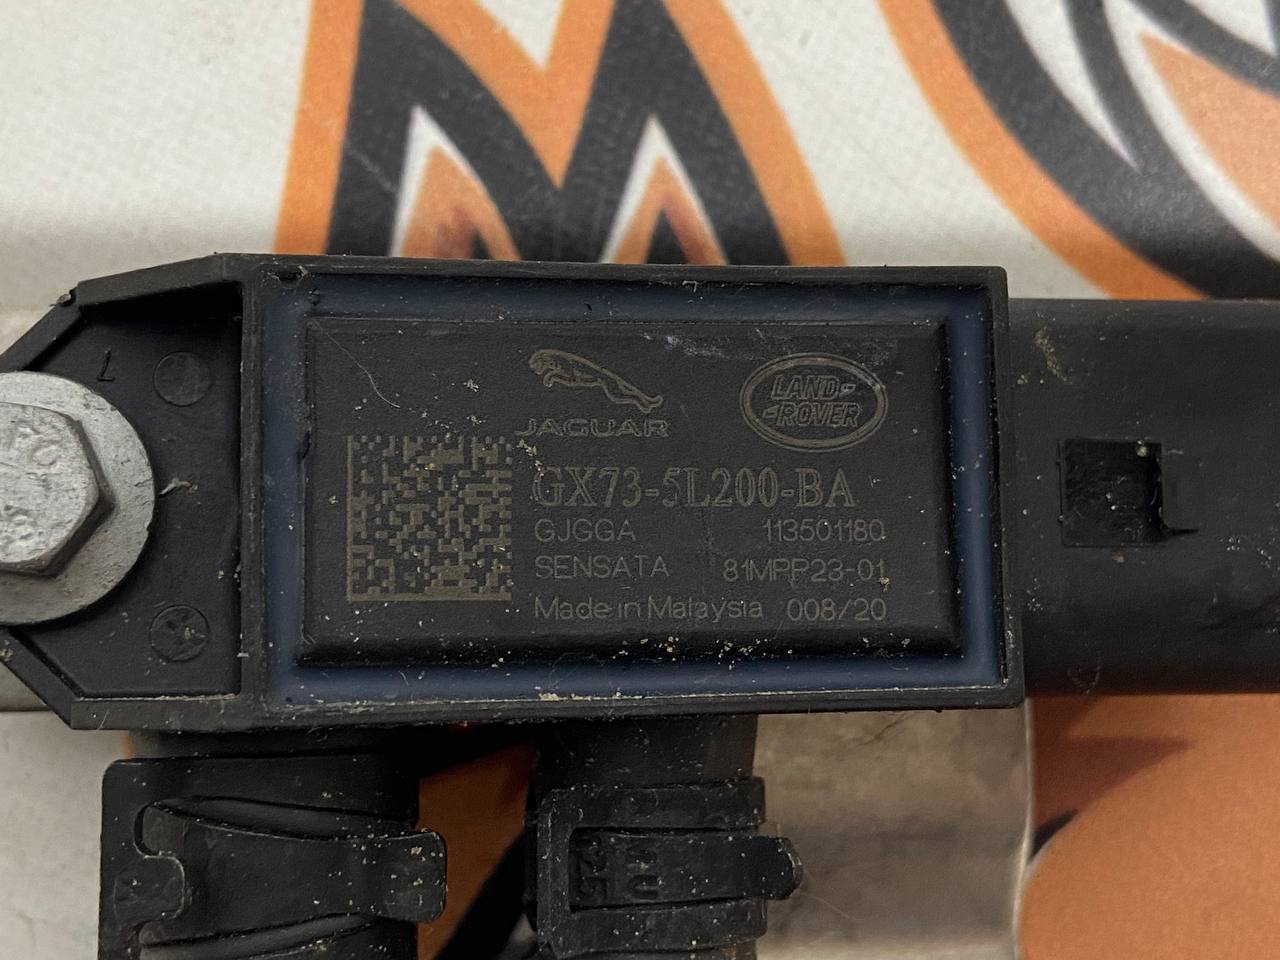 JAGUAR
LAND-
-ROVER
GX73-5L200-BA
GJGGA 113501180
SENSATA 81MPP23-01
Made in Malaysia 008/20